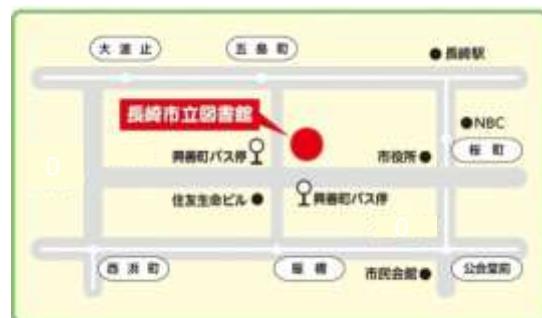 大波止
五島町
長崎駅
長崎市立図書館
NBC
桜町
興善町バス停
市役所
住友生命ビル
興善町バス停
西浜町
桜橋
市民会館
公会堂前